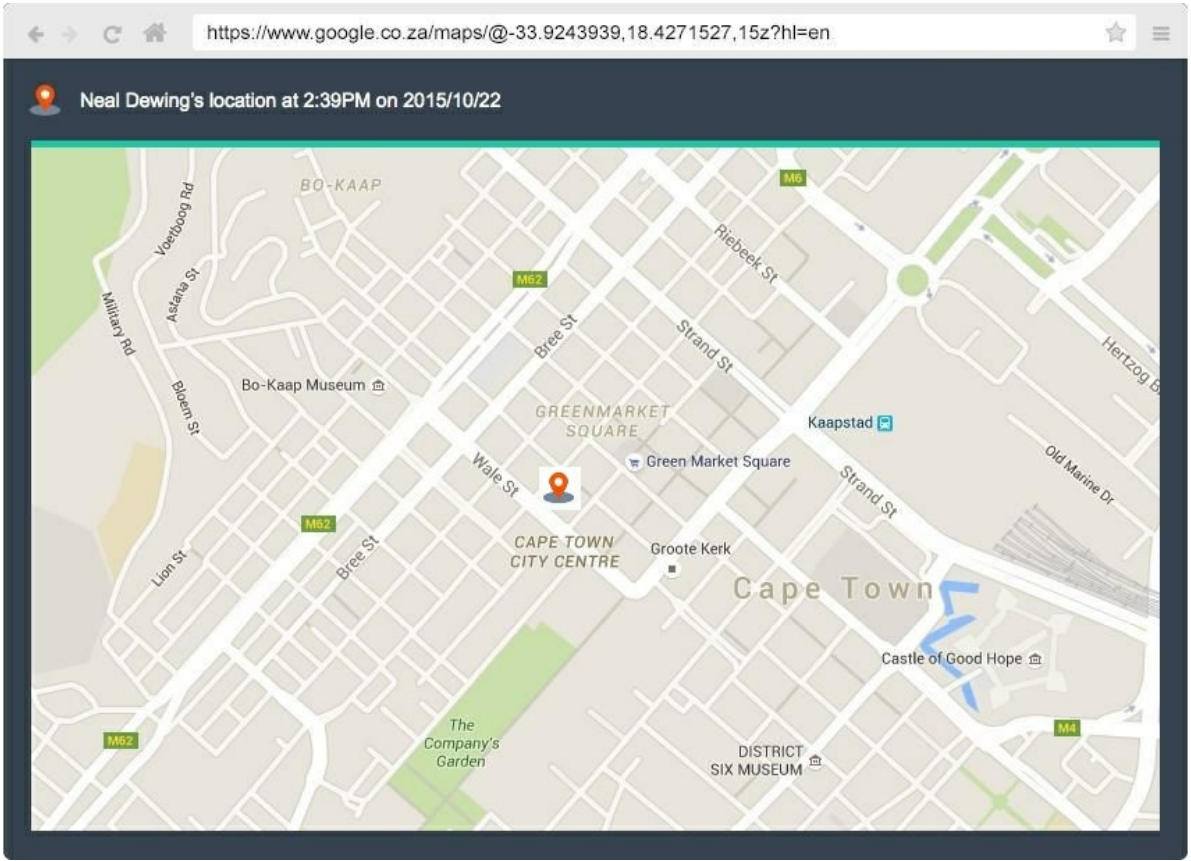 https://www.google.co.za/maps/@-33.9243939,18.4271527,15z?hl=en
Neal Dewing's location at 2:39PM on 2015/10/22
BO-KAAP
M6
Voetboog Rd
Riebeek St
M62
Astana St
Military Rd
Bree St
Strand St
Hertzog B
Bo-Kaap Museum
Bloem St
GREENMARKET
SQUARE
Kaapstad
Wale St
Green Market Square
Old Marine Dr
Strand St
M62
CAPE TOWN
CITY CENTRE
Groote Kerk
Bree St
Lion St
Cape Town
Castle of Good Hope
The
Company's
Garden
M62
M4
DISTRICT
SIX MUSEUM